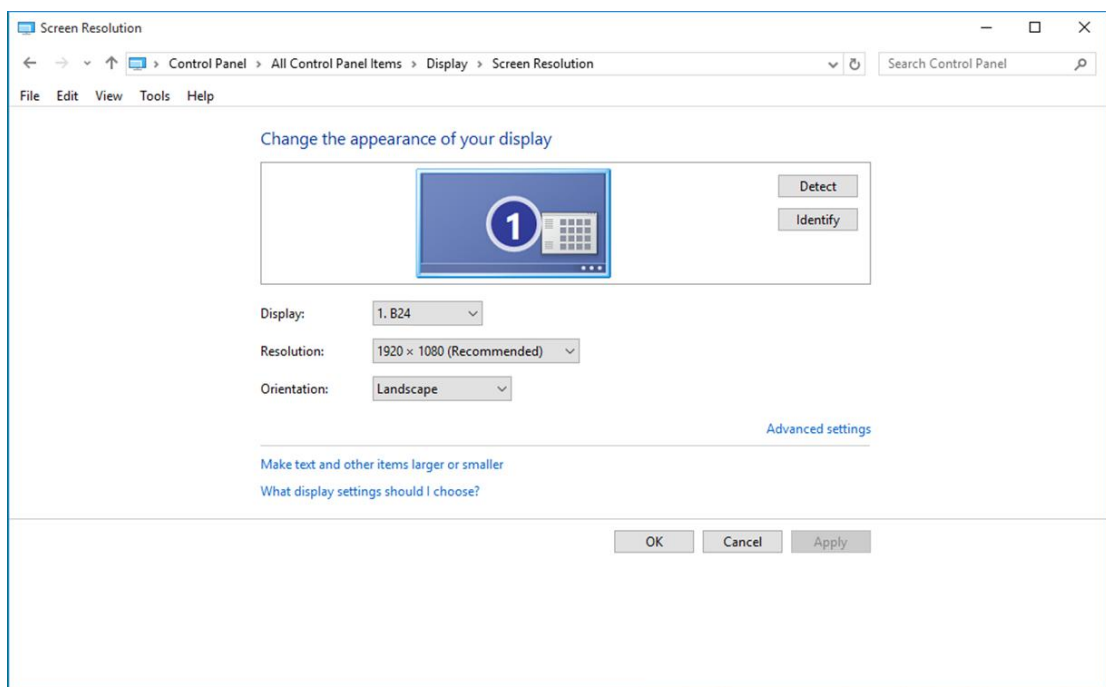 Screen Resolution
Control Panel > All Control Panel Items > Display > Screen Resolution
Search Control Panel
File Edit View Tools Help
Change the appearance of your display
1
Detect
Identify
Display: 1. B24
Resolution: 1920 × 1080 (Recommended)
Orientation: Landscape
Advanced settings
Make text and other items larger or smaller
What display settings should I choose?
OK Cancel Apply